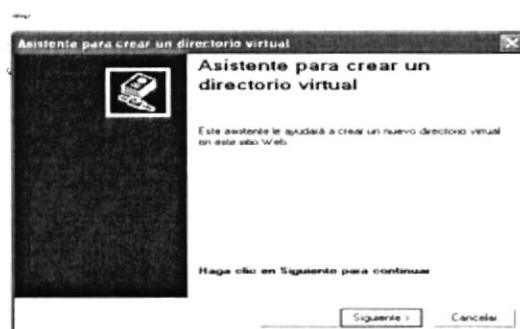 Asistente para crear un directorio virtual
Asistente para crear un
directorio virtual
Este asistente le ayudará a crear un nuevo directorio virtual
en este sitio Web.
Haga clic en Siguiente para continuar
Siguiente >
Cancelar